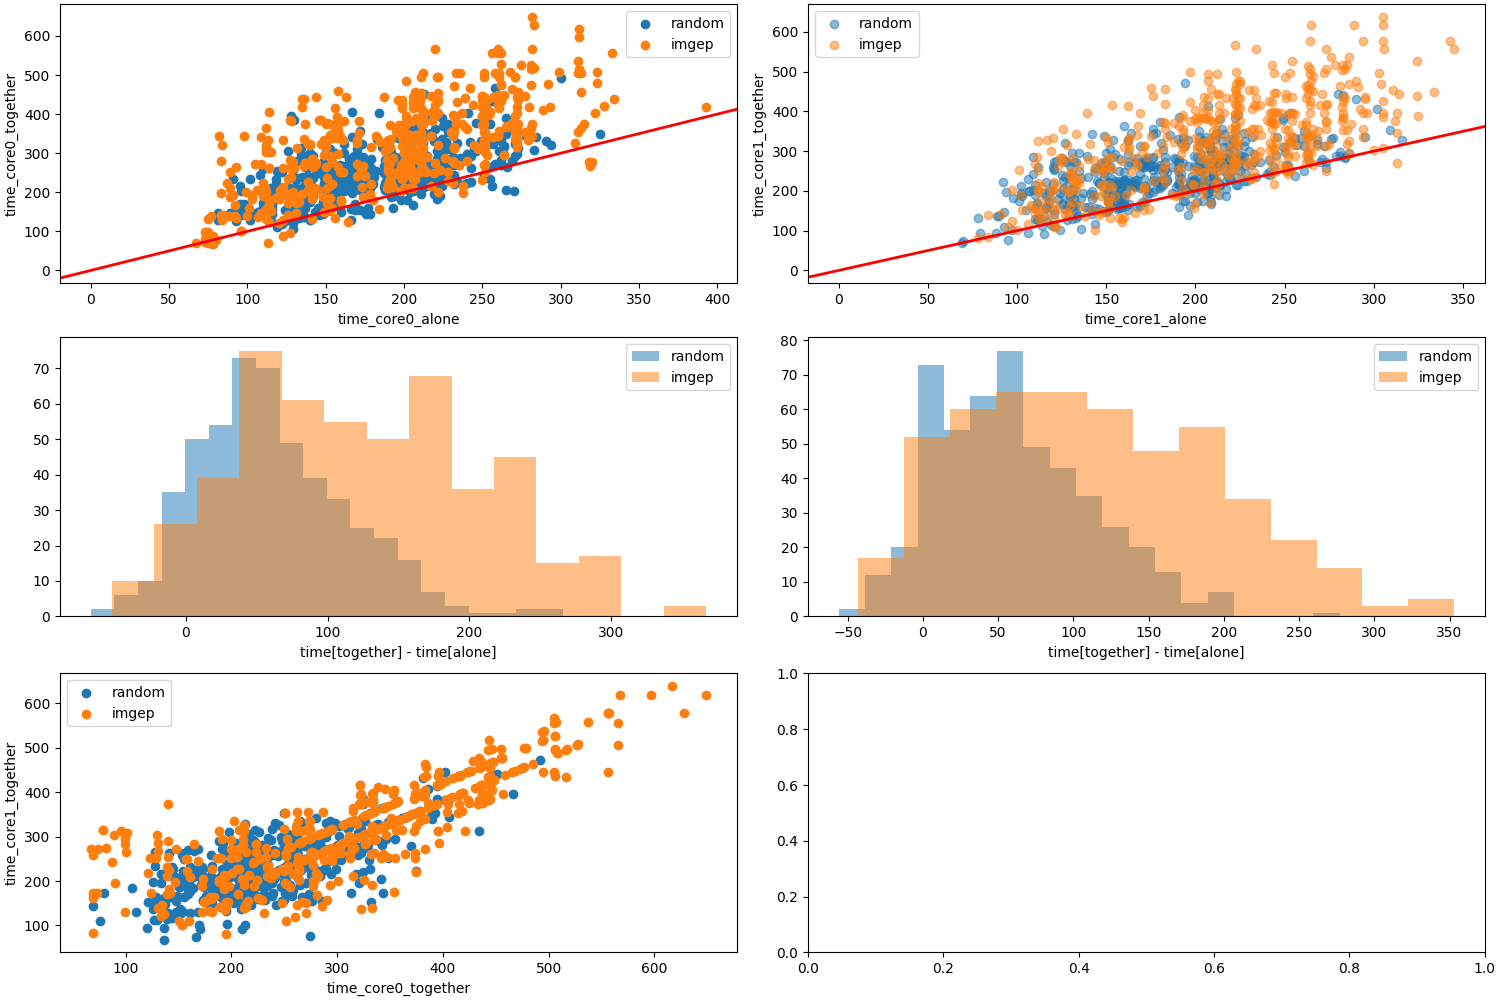 600
500
400
300
200
100
0
time_core0_together
random
imgep
0 50 100 150 200 250 300 350 400
time_core0_alone
600
500
400
300
200
100
0
time_core1_together
random
imgep
0 50 100 150 200 250 300 350
time_core1_alone
70
60
50
40
30
20
10
0
random
imgep
0 100 200 300
time[together] - time[alone]
80
70
60
50
40
30
20
10
0
random
imgep
−50 0 50 100 150 200 250 300 350
time[together] - time[alone]
600
500
400
300
200
100
time_core1_together
random
imgep
100 200 300 400 500 600
time_core0_together
1.0
0.8
0.6
0.4
0.2
0.0
0.0 0.2 0.4 0.6 0.8 1.0